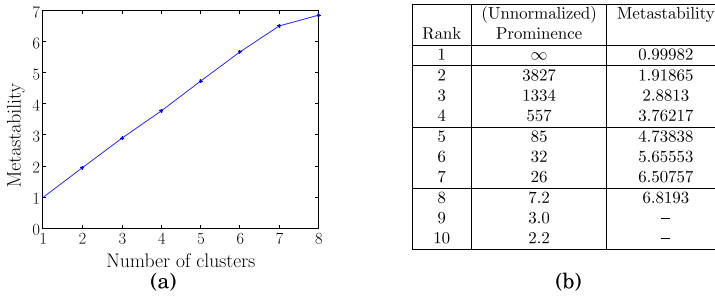 7
6
5
4
3
2
1
0
Metastability
1 2 3 4 5 6 7 8
Number of clusters
(a)
(Unnormalized) Metastability
Rank Prominence
1 ∞ 0.99982
2 3827 1.91865
3 1334 2.8813
4 557 3.76217
5 85 4.73838
6 32 5.65553
7 26 6.50757
8 7.2 6.8193
9 3.0 –
10 2.2 –
(b)